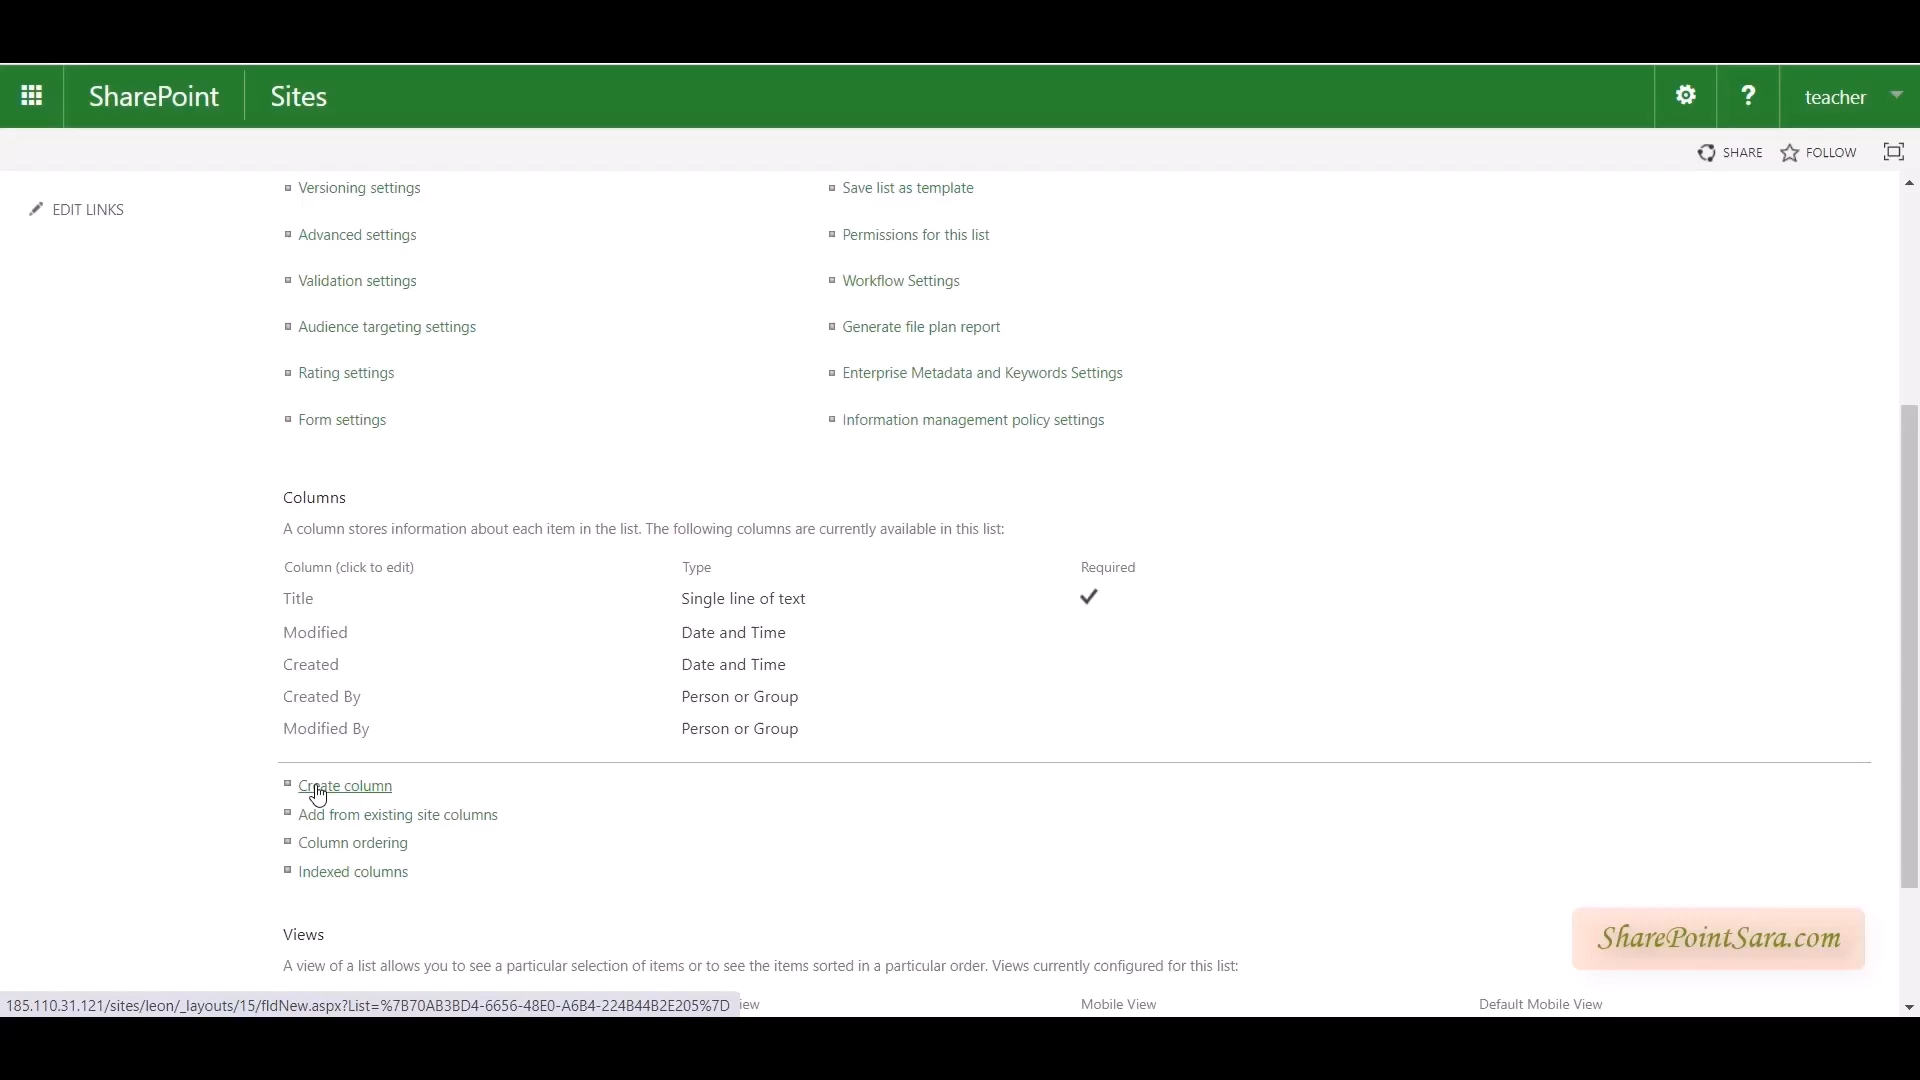 SharePoint
Sites
?
teacher
SHARE
FOLLOW
EDIT LINKS
Versioning settings
Save list as template
Advanced settings
Permissions for this list
Validation settings
Workflow Settings
Audience targeting settings
Generate file plan report
Rating settings
Enterprise Metadata and Keywords Settings
Form settings
Information management policy settings
Columns
A column stores information about each item in the list. The following columns are currently available in this list:
Column (click to edit) Type Required
Title Single line of text
Modified Date and Time
Created Date and Time
Created By Person or Group
Modified By Person or Group
Create column
Add from existing site columns
Column ordering
Indexed columns
Views
A view of a list allows you to see a particular selection of items or to see the items sorted in a particular order. Views currently configured for this list:
Mobile View Default Mobile View
185.110.31.121/sites/leon/_layouts/15/fldNew.aspx?List=%7B70AB3BD4-6656-48E0-A6B4-224B44B2E205%7D
SharePointSara.com